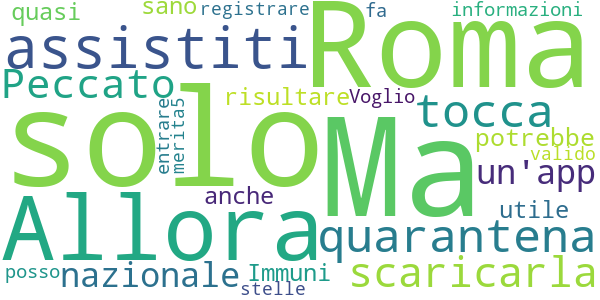 quasi sano registrare fa informazioni
assistiti Roma
Peccato risultare Voglio tocca
solo Ma potrebbe
entrare merita5 valido
anche un'app
Allora utile
quarantena
posso nazionale Immuni scaricarla
stelle